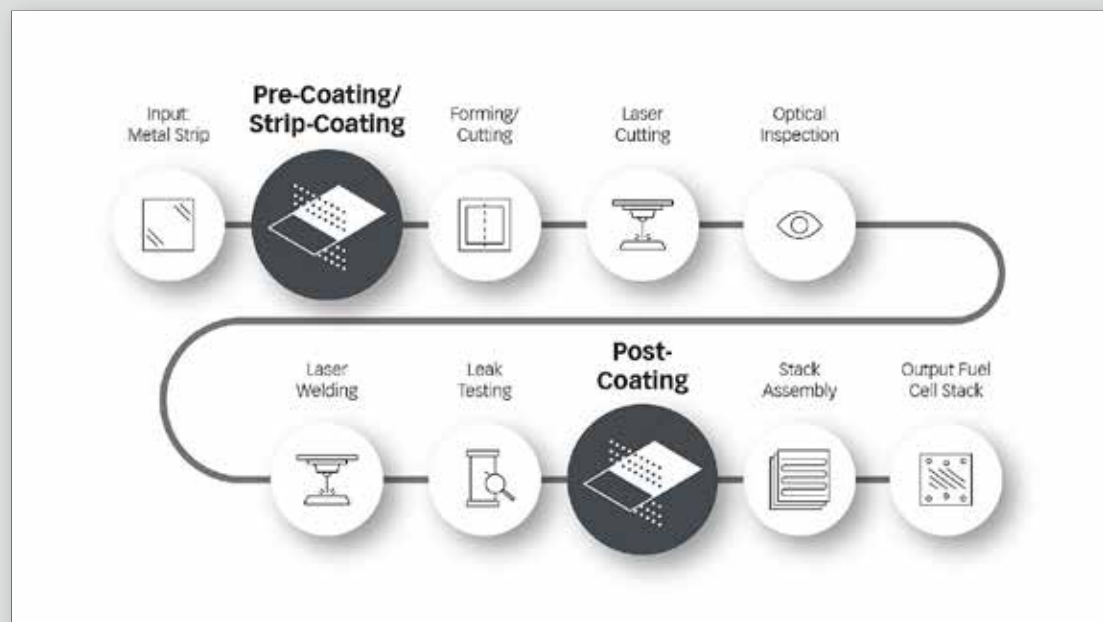 Input:
Metal Strip
Pre-Coating/
Strip-Coating
Forming/
Cutting
Laser
Cutting
Optical
Inspection
Laser
Welding
Leak
Testing
Post-
Coating
Stack
Assembly
Output Fuel
Cell Stack